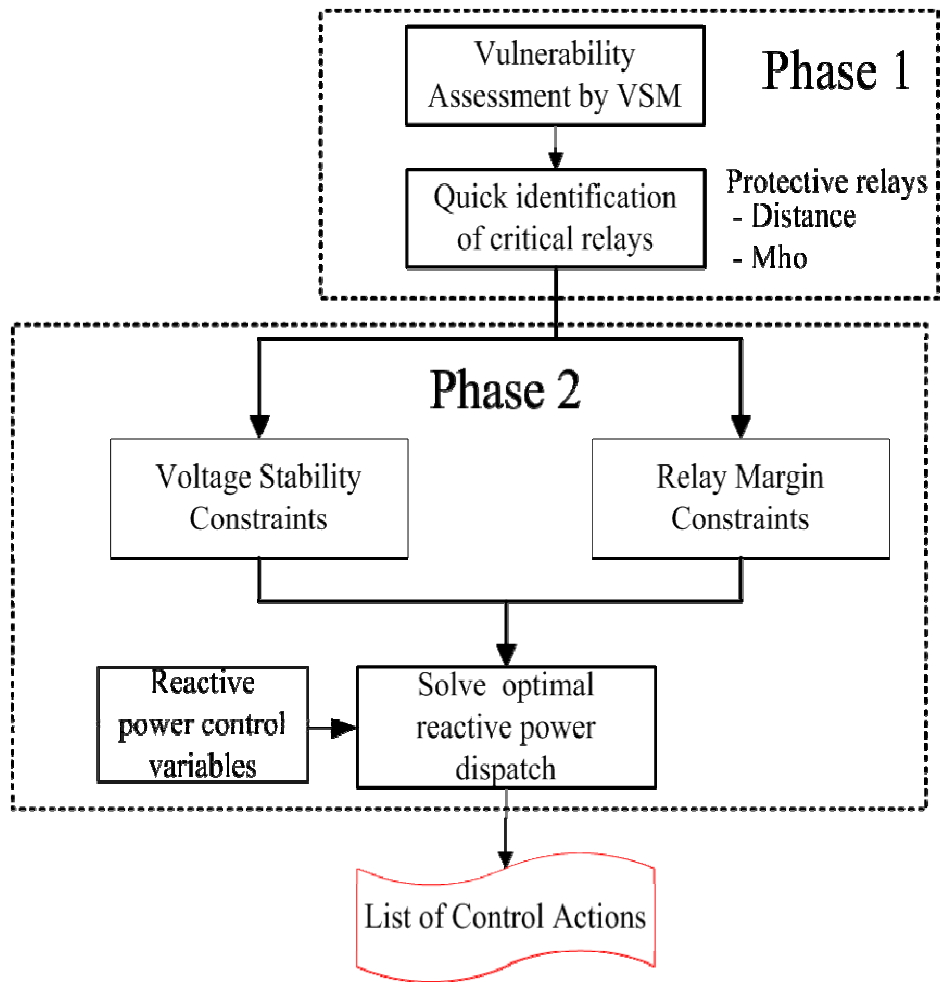 Vulnerability
Assessment by VSM
Phase 1
Quick identification
of critical relays
Protective relays
- Distance
- Mho
Phase 2
Voltage Stability
Constraints
Relay Margin
Constraints
Reactive
power control
variables
Solve optimal
reactive power
dispatch
List of Control Actions